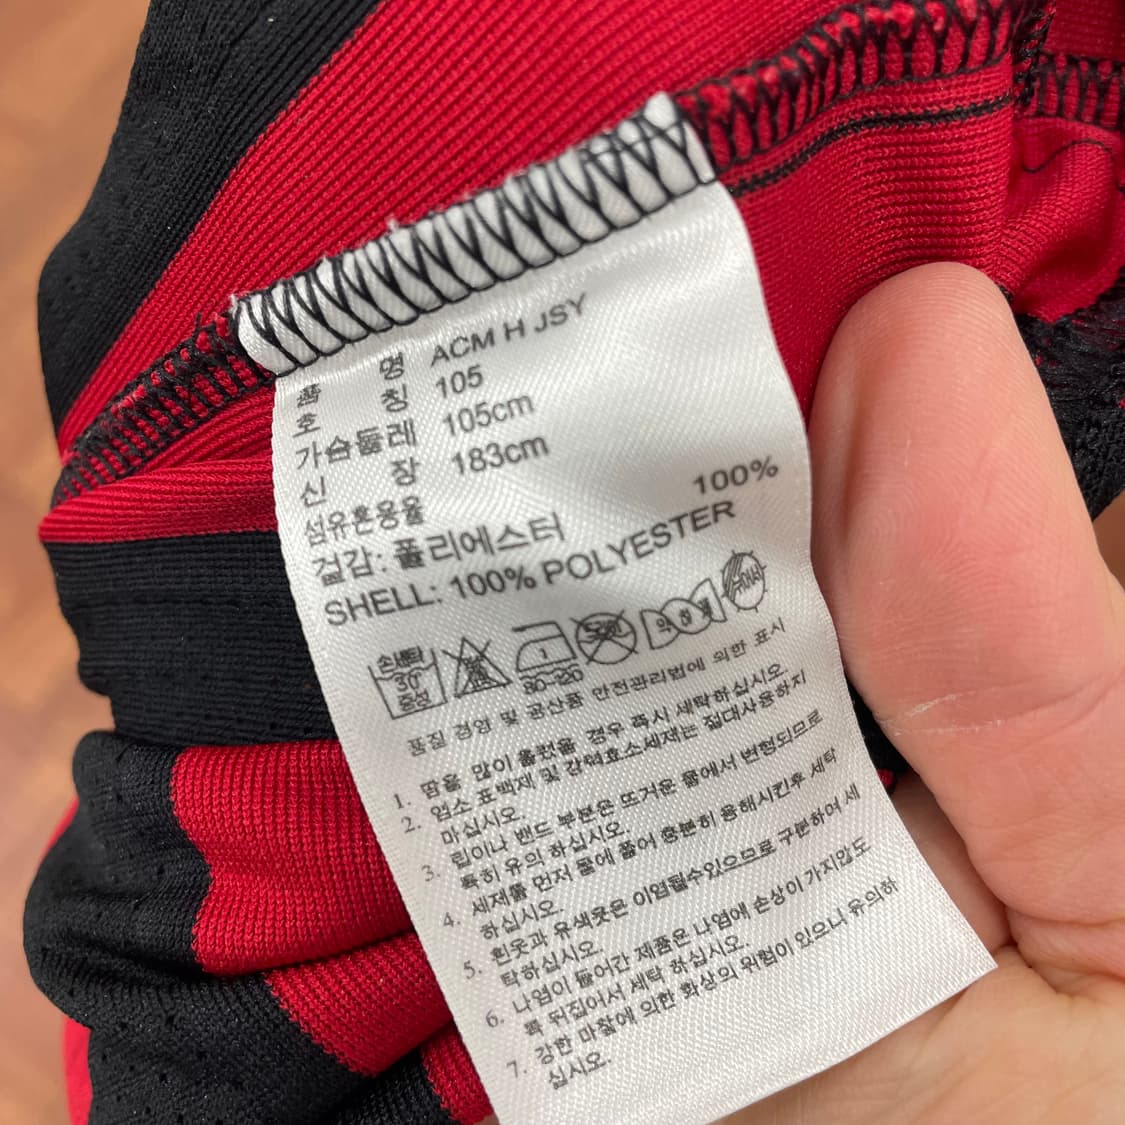 품 명 ACM H JSY
호 칭 105
가슴둘레 105cm
신 장 183cm
섬유혼용율
겉감: 폴리에스터 100%
SHELL: 100% POLYESTER
손세탁
30°
중성
1
80-120
약하게
품질 경영 및 공산품 안전관리법에 의한 표시
1. 땀을 많이 흘렸을 경우 즉시 세탁하십시오.
2. 염소 표백제 및 강력효소세제는 절대사용하지
마십시오.
3. 립이나 밴드 부분은 뜨거운 물에서 변형되므로
특히 유의 하십시오.
4. 세제를 먼저 물에 풀어 충분히 용해시킨후 세탁
하십시오.
5. 흰옷과 유색옷은 이염될수있으므로 구분하여 세
탁하십시오.
6. 나염이 들어간 제품은 나염에 손상이 가지않도
록 뒤집어서 세탁 하십시오.
7. 강한 마찰에 의한 화상의 위험이 있으니 유의하
십시오.